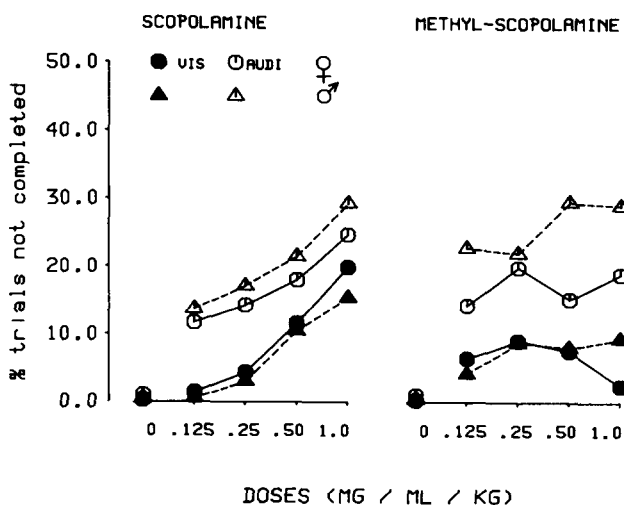 SCOPOLAMINE
METHYL-SCOPOLAMINE
% trials not completed
50.0
40.0
30.0
20.0
10.0
0.0
VIS AUDI ♀
♂
0 .125 .25 .50 1.0
0 .125 .25 .50 1.0
DOSES (MG / ML / KG)